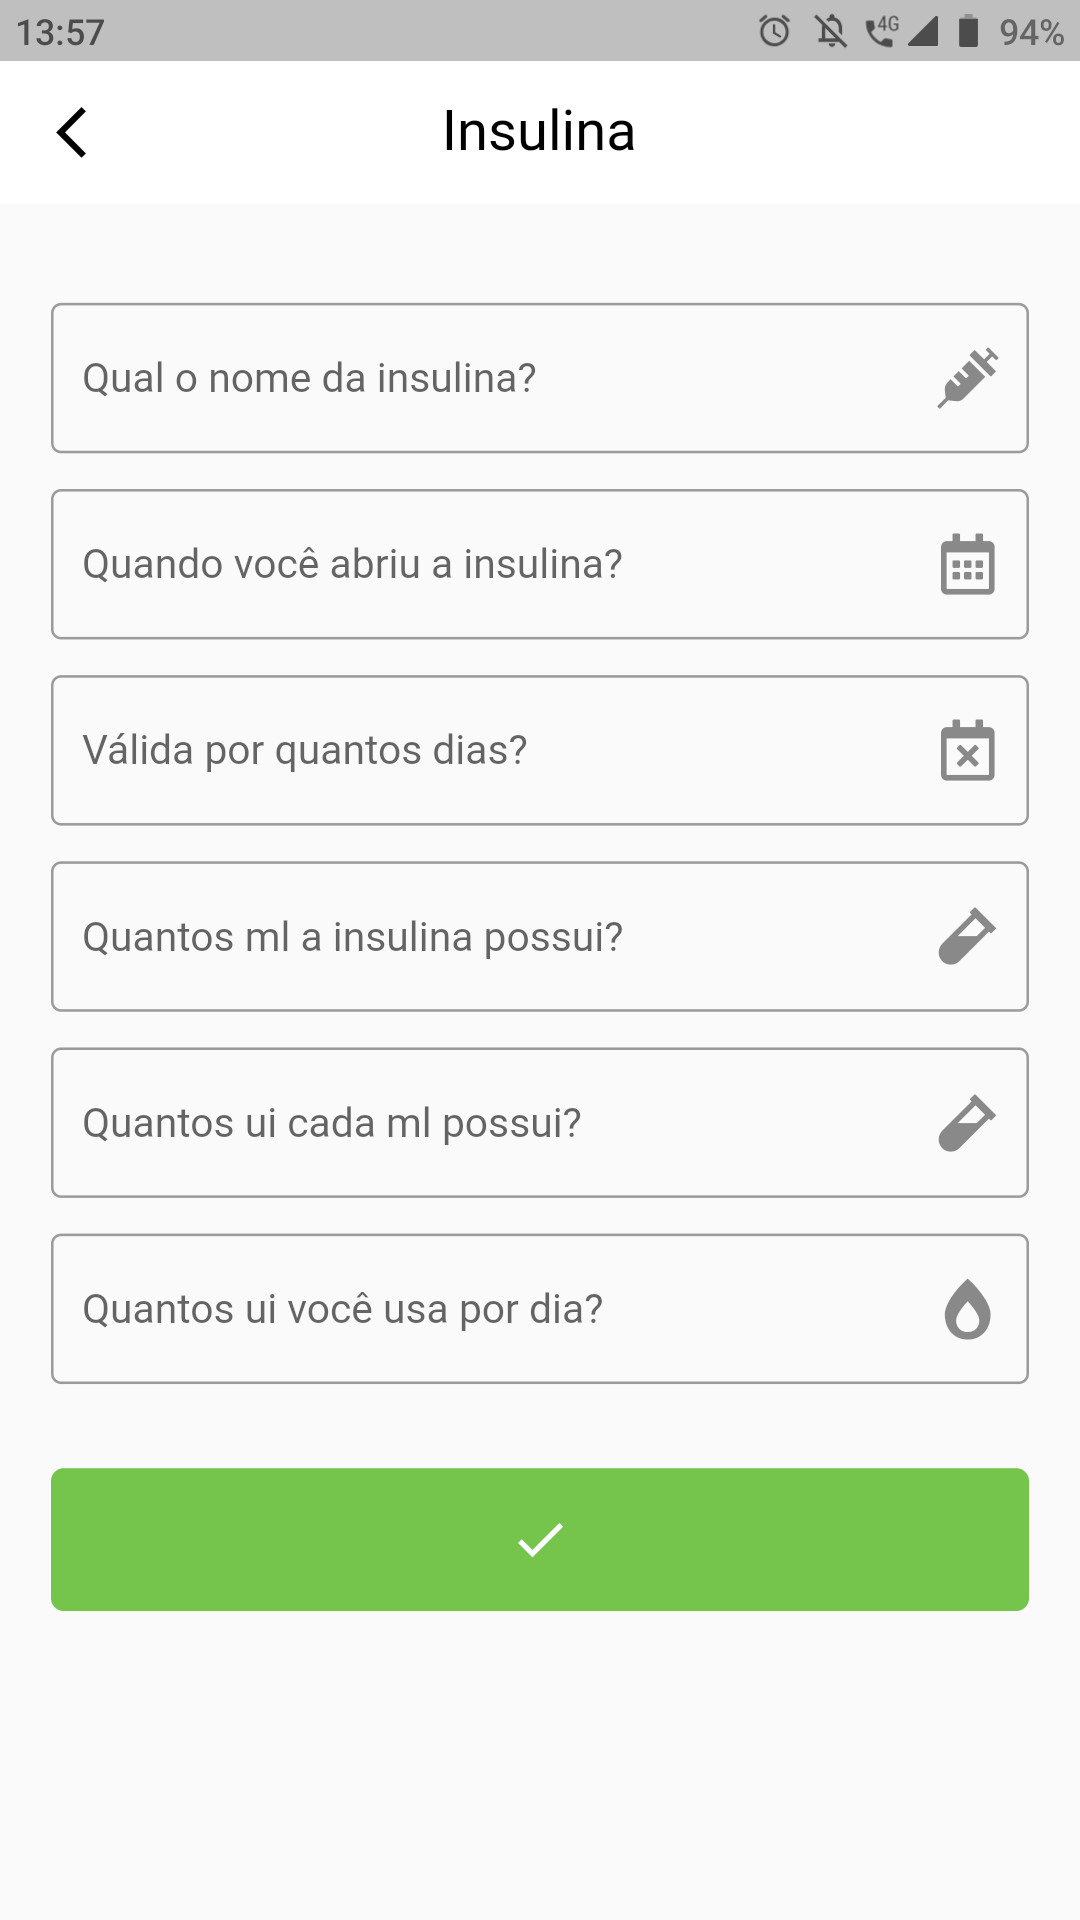 13:57 4G 94%
Insulina
Qual o nome da insulina?
Quando você abriu a insulina?
Válida por quantos dias?
Quantos ml a insulina possui?
Quantos ui cada ml possui?
Quantos ui você usa por dia?